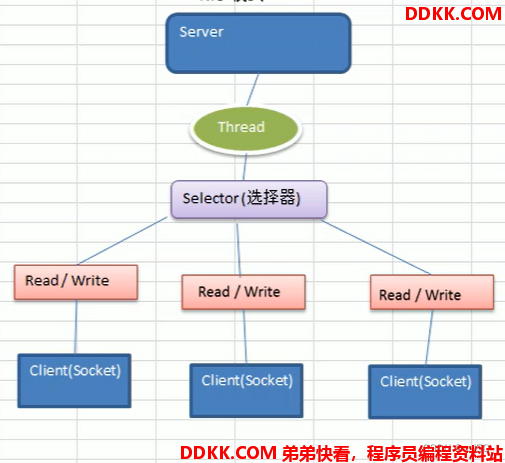 DDKK.COM
Server
Thread
Selector(选择器)
Read / Write
Read / Write
Read / Write
Client(Socket)
Client(Socket)
Client(Socket)
DDKK.COM 弟弟快看，程序员编程资料站